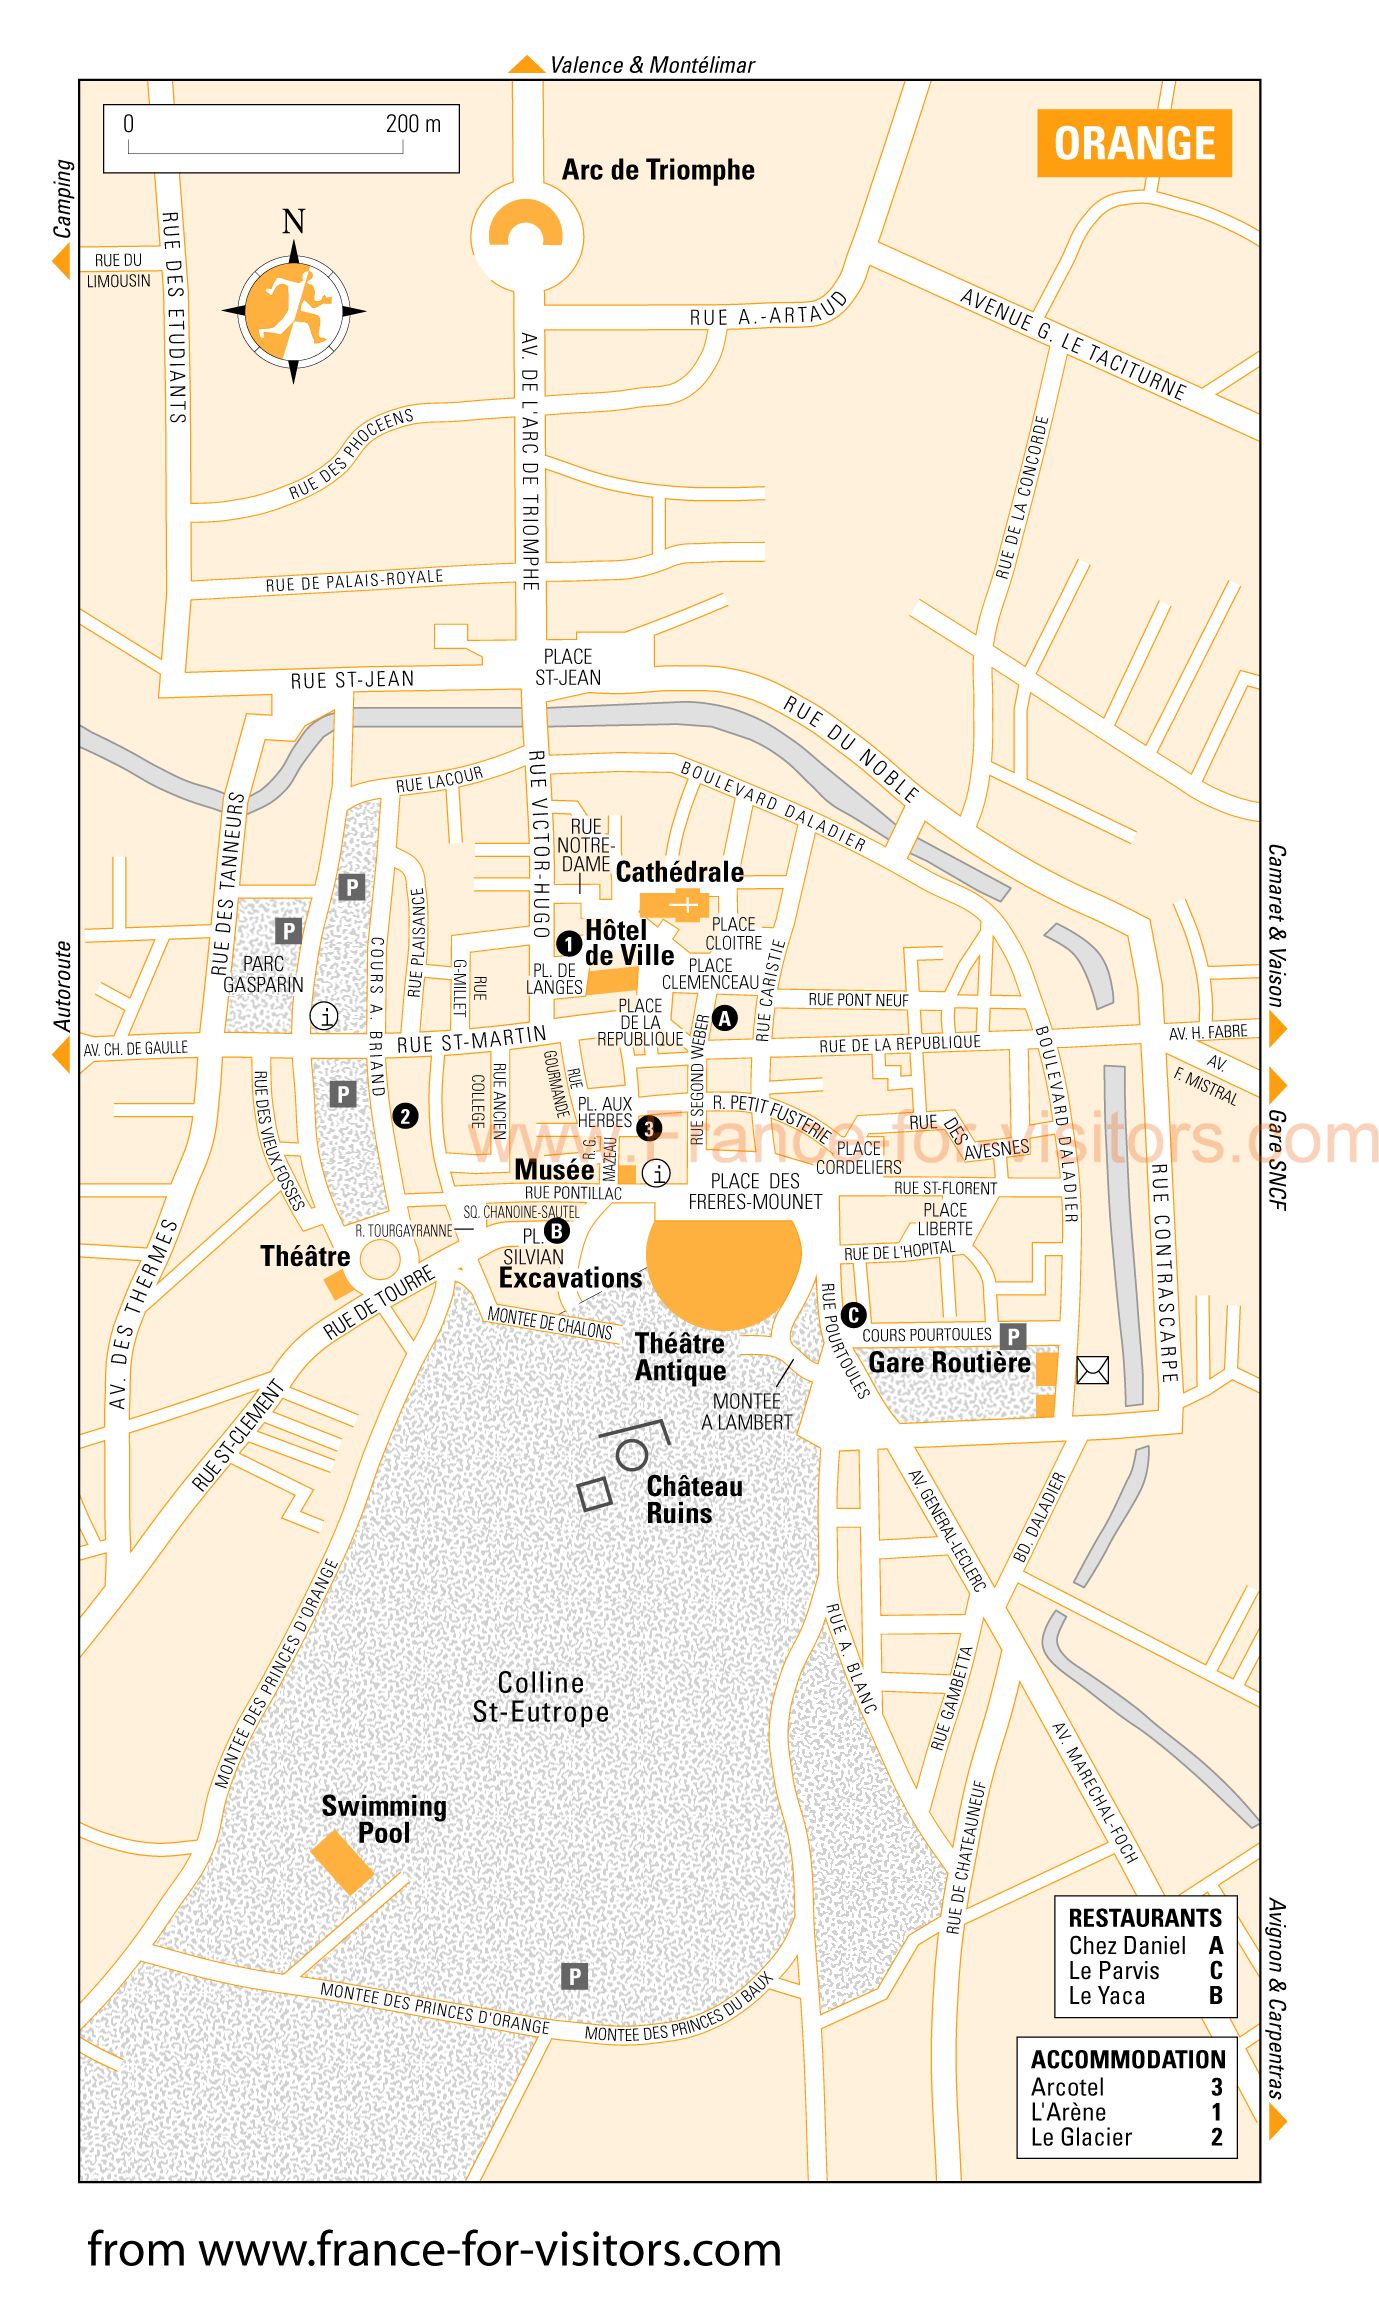 Valence & Montélimar
0 200 m
ORANGE
Camping
Arc de Triomphe
N
RUE DU
LIMOUSIN
RUE DES ETUDIANTS
RUE A.-ARTAUD
AVENUE G. LE TACITURNE
AV. DE L'ARC DE TRIOMPHE
RUE DES PHOCEENS
RUE DE LA CONCORDE
RUE DE PALAIS-ROYALE
PLACE
ST-JEAN
RUE ST-JEAN
RUE DU NOBLE
RUE LACOUR
BOULEVARD DALADIER
RUE VICTOR-HUGO
RUE DES TANNEURS
RUE
NOTRE-
DAME
Cathédrale
P
P
PARC
GASPARIN
COURS A. BRIAND
RUE PLAISANCE
G-MILLET
RUE
1
Hôtel
de Ville
PL. DE
LANGES
PLACE
CLOITRE
PLACE
CLEMENCEAU
RUE CARISTIE
PLACE
DE LA
REPUBLIQUE
A
RUE PONT NEUF
i
Autoroute
Camaret & Vaison
AV. CH. DE GAULLE
RUE ST-MARTIN
RUE DE LA REPUBLIQUE
AV. H. FABRE
AV.
F. MISTRAL
Gare SNCF
BOULEVARD DALADIER
RUE SEGOND WEBER
RUE DES VIEUX FOSSES
P
2
COLLEGE
RUE ANCIEN
GOURMANDE
RUE
PL. AUX
HERBES
3
R. PETIT FUSTERIE
RUE DES AVESNES
www.France-for-visitors.com
PLACE
CORDELIERS
R. G.
MAZEAU
Musée
i
RUE PONTILLAC
PLACE DES
FRERES-MOUNET
RUE ST-FLORENT
PLACE
LIBERTE
RUE CONTRASCARPE
SQ. CHANOINE-SAUTEL
R. TOURGAYRANNE
PL.
SILVIAN
B
RUE DE L'HOPITAL
Théâtre
Excavations
AV. DES THERMES
RUE DE TOURRE
MONTEE DE CHALONS
RUE POURTOULES
C
COURS POURTOULES
P
Théâtre
Antique
Gare Routière
MONTEE
A LAMBERT
RUE ST-CLEMENT
Château
Ruins
AV. GENERAL-LECLERC
BD. DALADIER
MONTEE DES PRINCES D'ORANGE
RUE A. BLANC
RUE GAMBETTA
Colline
St-Eutrope
AV. MARECHAL-FOCH
RUE DE CHATEAUNEUF
Swimming
Pool
P
MONTEE DES PRINCES D'ORANGE
MONTEE DES PRINCES DU BAUX
Avignon & Carpentras
RESTAURANTS
Chez Daniel A
Le Parvis C
Le Yaca B
ACCOMMODATION
Arcotel 3
L'Arène 1
Le Glacier 2
from www.france-for-visitors.com